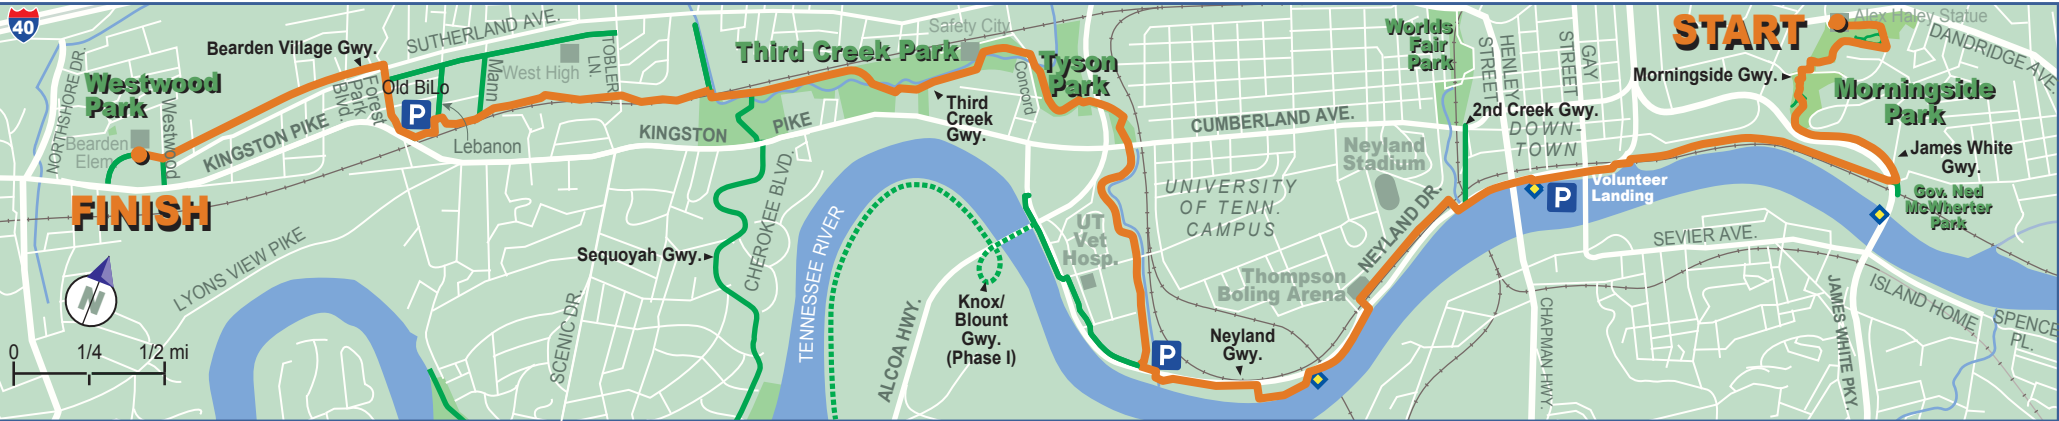 40
NORTHSHORE DR.
Westwood
Park
Bearden
Elem
Westwood
FINISH
N
0 1/4 1/2 mi
LYONS VIEW PIKE
Bearden Village Gwy.
KINGSTON PIKE
Forest
Park
Blvd.
SUTHERLAND AVE.
Old BiLo
P
Mann
West High
TOBLER
LN.
Lebanon
KINGSTON PIKE
Sequoyah Gwy.
CHEROKEE BLVD.
SCENIC DR.
Third Creek Park
Safety City
Third
Creek
Gwy.
Concord
Tyson
Park
TENNESSEE RIVER
ALCOA HWY.
Knox/
Blount
Gwy.
(Phase I)
UT
Vet
Hosp.
P
CUMBERLAND AVE.
UNIVERSITY
OF TENN.
CAMPUS
Neyland
Stadium
Thompson
Boling Arena
NEYLAND DR.
Neyland
Gwy.
Worlds
Fair
Park
HENLEY
STREET
GAY
STREET
2nd Creek Gwy.
DOWN-
TOWN
P
Volunteer
Landing
START
Alex Haley Statue
DANDRIDGE AVE.
Morningside Gwy.
Morningside
Park
James White
Gwy.
Gov. Ned
McWherter
Park
SEVIER AVE.
CHAPMAN HWY.
JAMES WHITE PKY.
ISLAND HOME
SPENCE
PL.